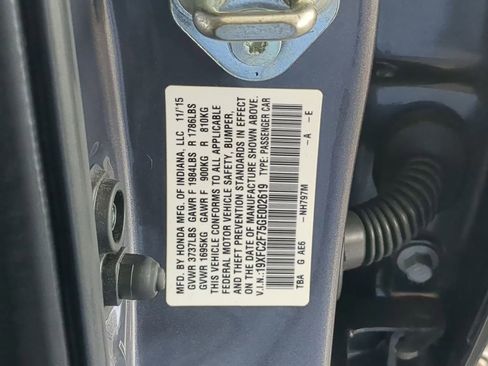 MFD. BY HONDA MFG. OF INDIANA, LLC 11/15
GVWR 3737LBS GAWR F 1984LBS R 1786LBS
GVWR 1695KG GAWR F 900KG R 810KG
THIS VEHICLE CONFORMS TO ALL APPLICABLE
FEDERAL MOTOR VEHICLE SAFETY, BUMPER,
AND THEFT PREVENTION STANDARDS IN EFFECT
ON THE DATE OF MANUFACTURE SHOWN ABOVE.
V.I.N.:19XFC2F75GE002619 TYPE: PASSENGER CAR
TBA G AE6 -NH797M -A -E